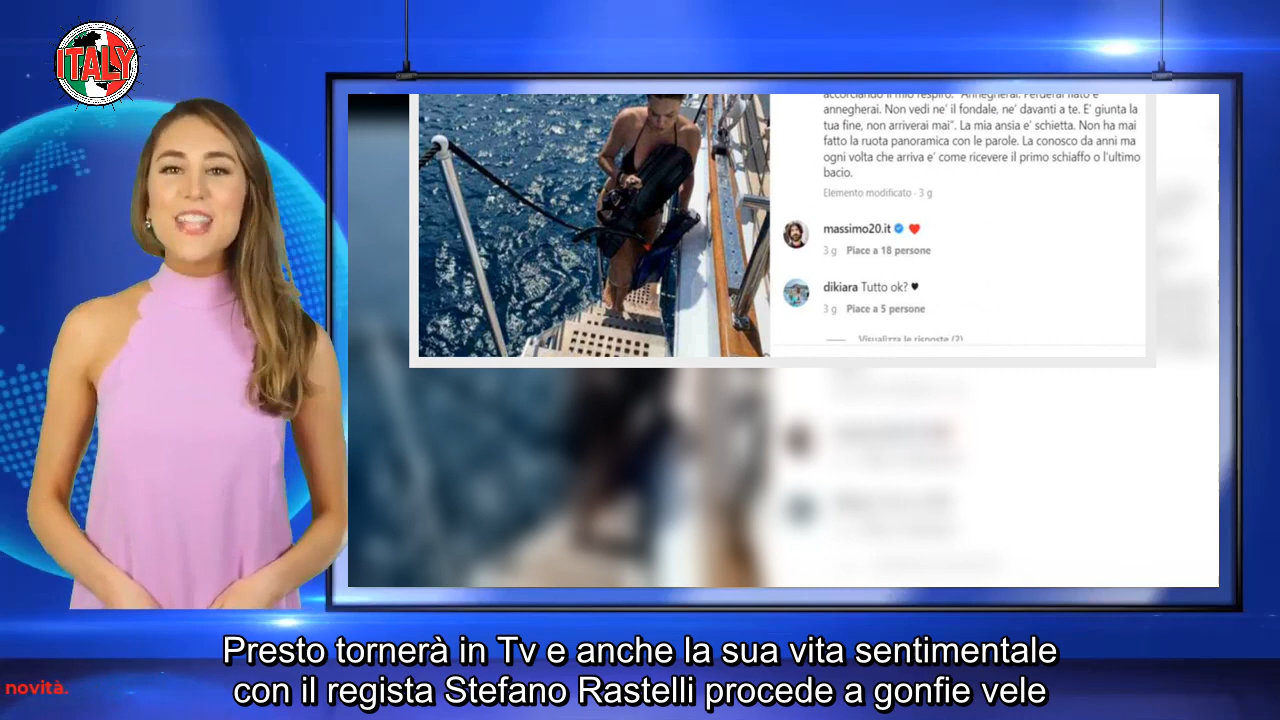 ITALY
accorciando il mio respiro. "Annegherai. Perderai fiato e
annegherai. Non vedi ne' il fondale, ne' davanti a te. E' giunta la
tua fine, non arriverai mai". La mia ansia e' schietta. Non ha mai
fatto la ruota panoramica con le parole. La conosco da anni ma
ogni volta che arriva e' come ricevere il primo schiaffo o l'ultimo
bacio.
Elemento modificato · 3 g
massimo20.it
3 g Piace a 18 persone
dikiara Tutto ok?
3 g Piace a 5 persone
Visualizza le risposte (2)
Presto tornerà in Tv e anche la sua vita sentimentale
con il regista Stefano Rastelli procede a gonfie vele
novità.